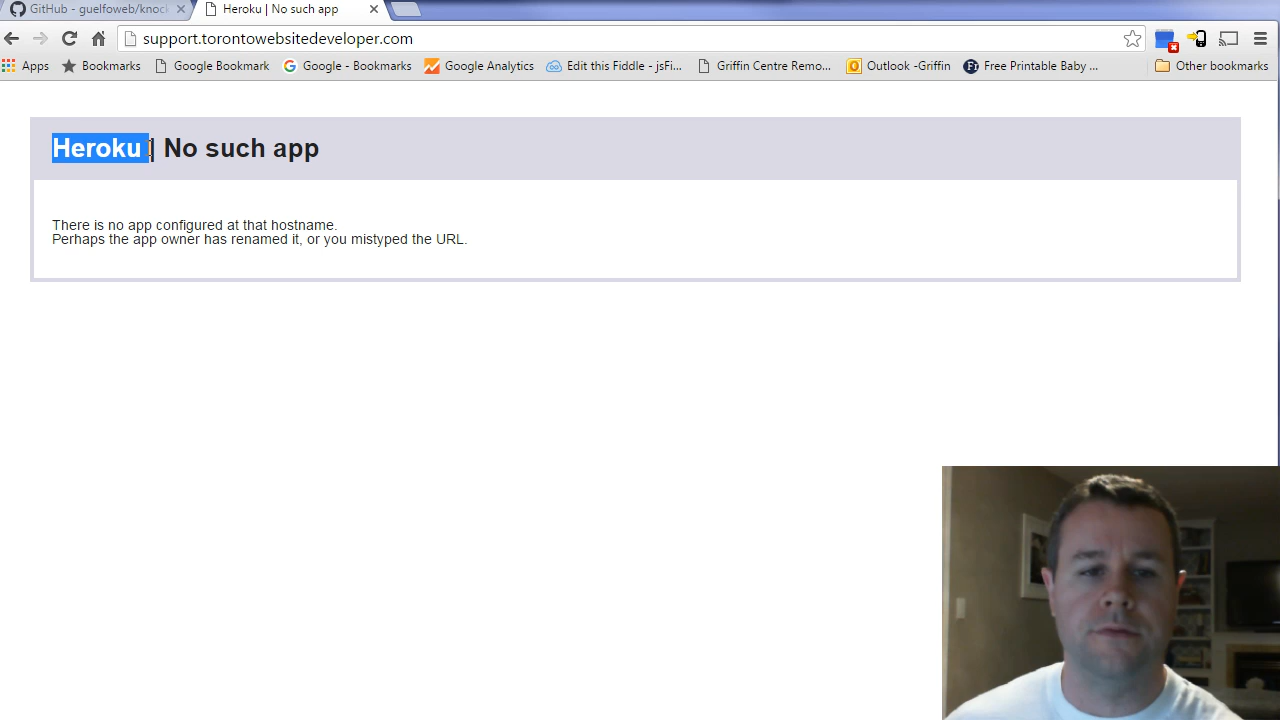 GitHub - guelfoweb/knock
Heroku | No such app
support.torontowebsitedeveloper.com
Apps
Bookmarks
Google Bookmark
Google - Bookmarks
Google Analytics
Edit this Fiddle - jsFi...
Griffin Centre Remo...
Outlook -Griffin
Free Printable Baby ...
Other bookmarks
Heroku | No such app
There is no app configured at that hostname.
Perhaps the app owner has renamed it, or you mistyped the URL.